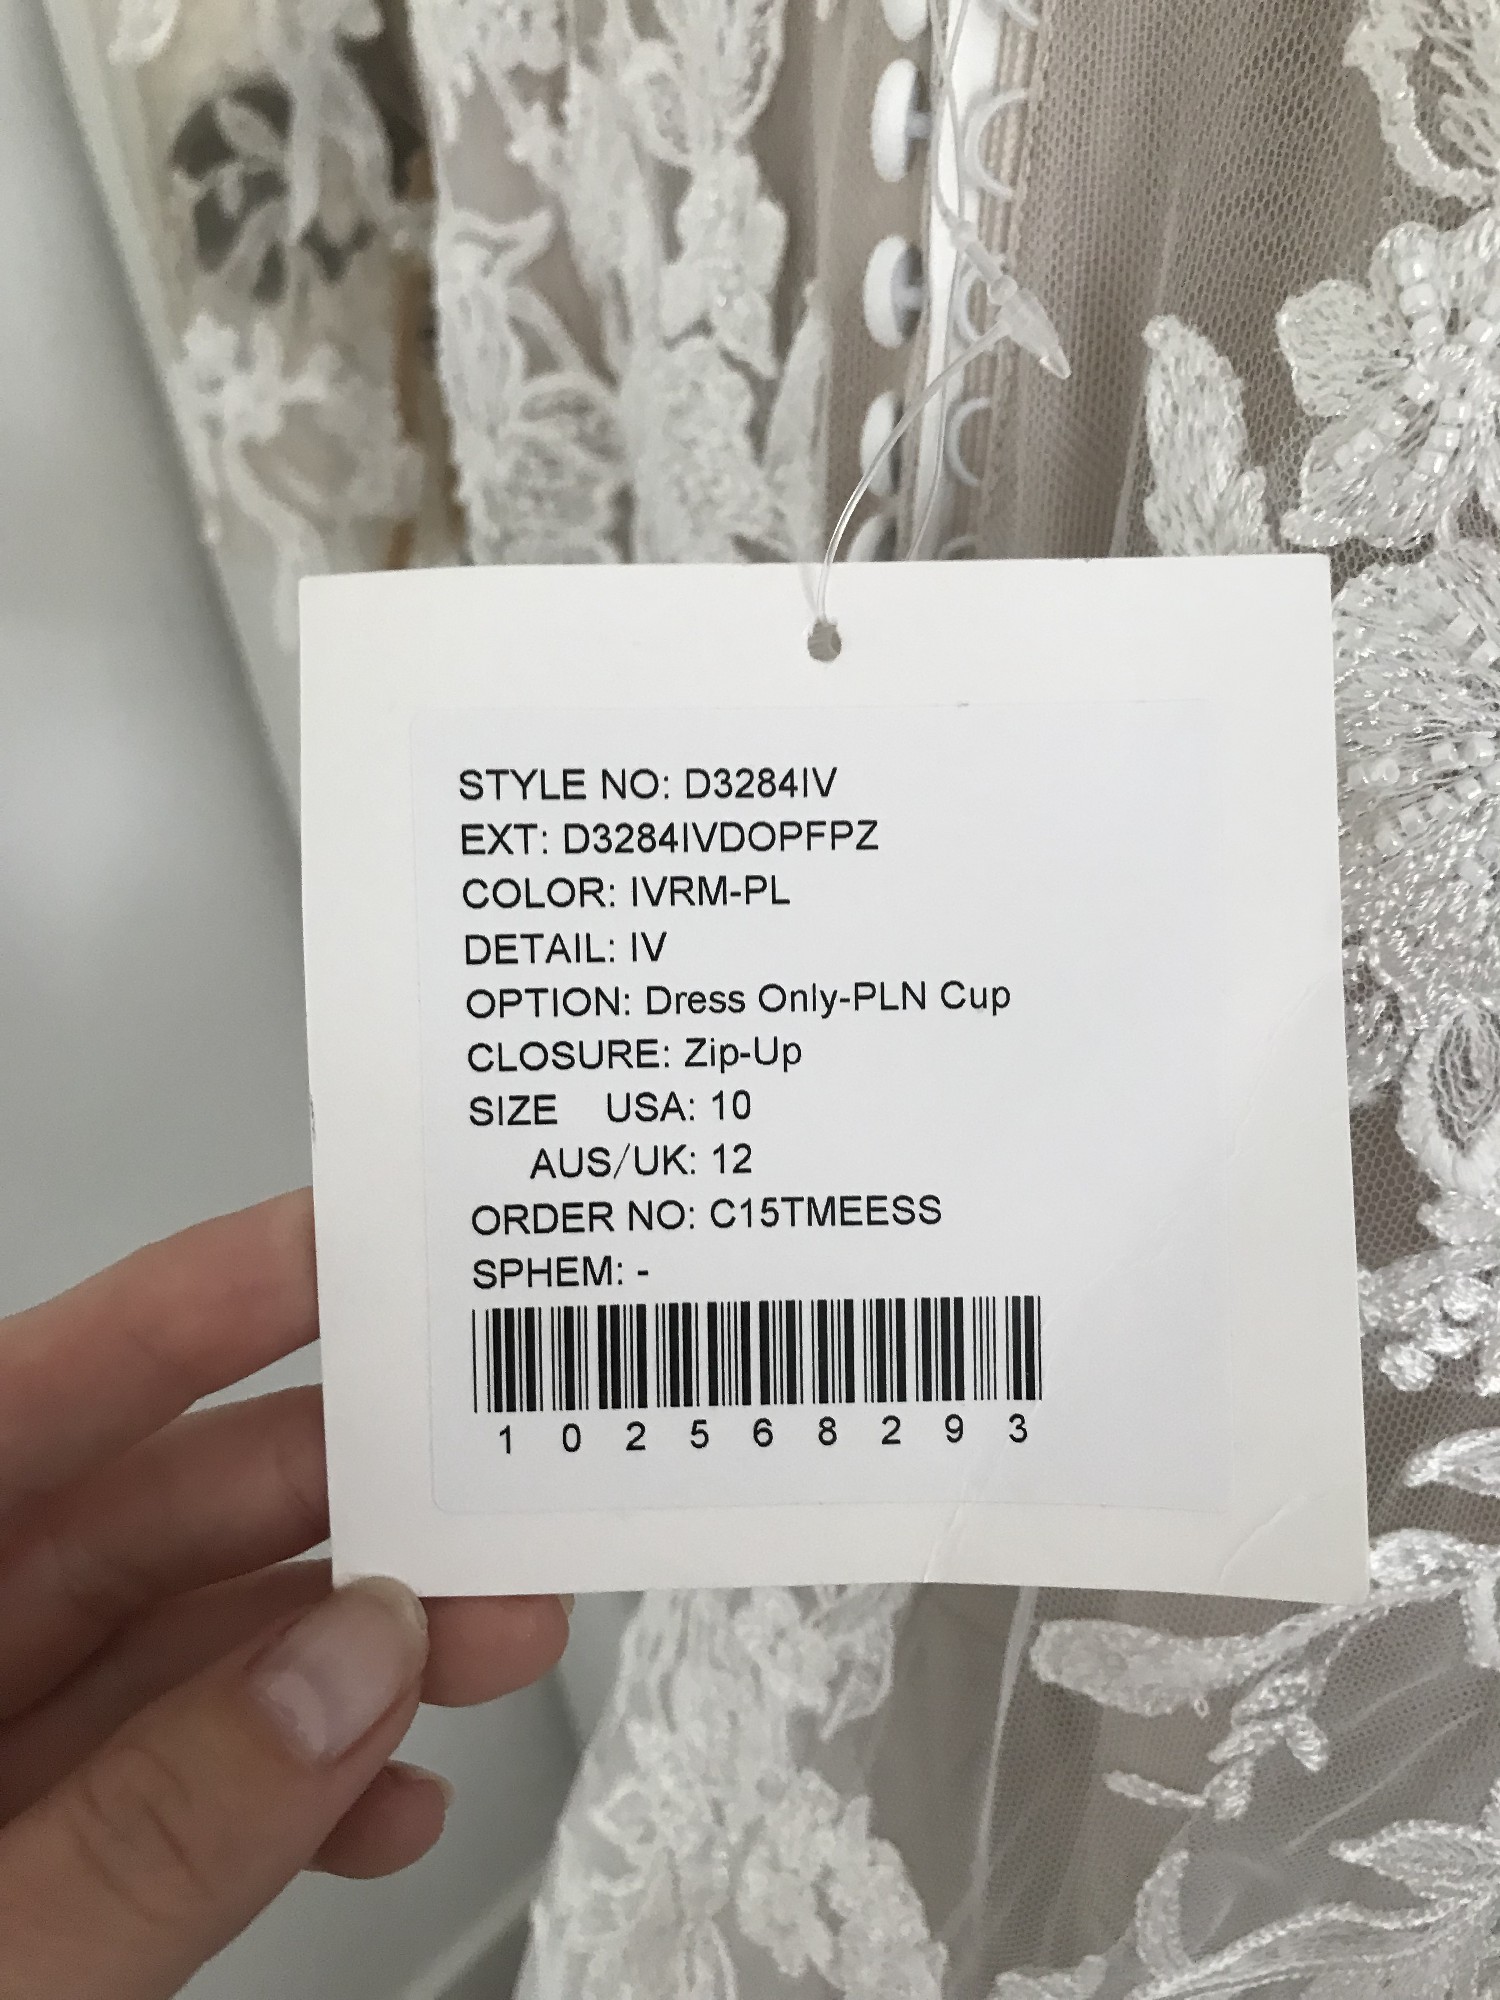 STYLE NO: D3284IV
EXT: D3284IVDOPFPZ
COLOR: IVRM-PL
DETAIL: IV
OPTION: Dress Only-PLN Cup
CLOSURE: Zip-Up
SIZE USA: 10
AUS/UK: 12
ORDER NO: C15TMEESS
SPHEM: -
1 0 2 5 6 8 2 9 3